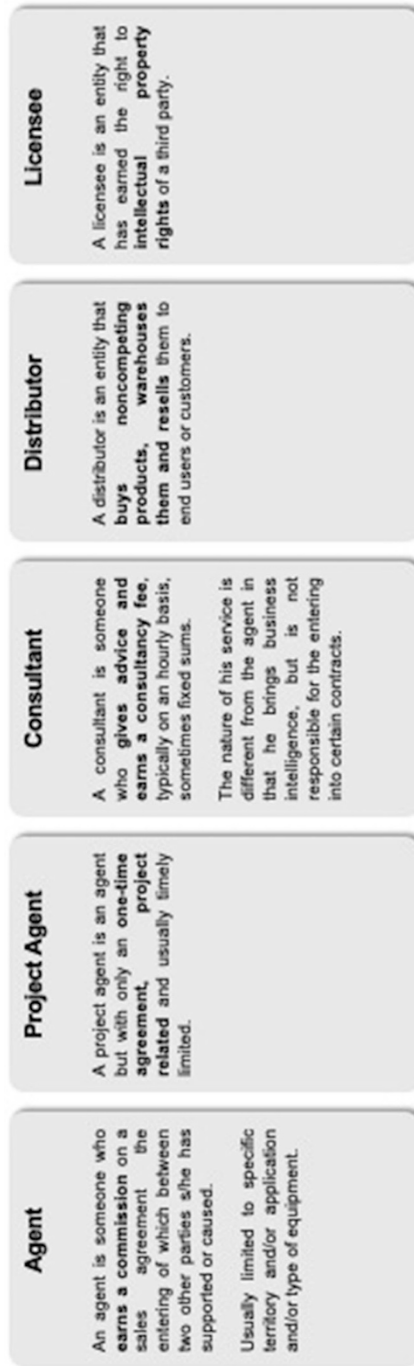 Agent
An agent is someone who
earns a commission on a
sales agreement the
entering of which between
two other parties s/he has
supported or caused.
Usually limited to specific
territory and/or application
and/or type of equipment.
Project Agent
A project agent is an agent
but with only an one-time
agreement, project
related and usually timely
limited.
Consultant
A consultant is someone
who gives advice and
earns a consultancy fee,
typically on an hourly basis,
sometimes fixed sums.
The nature of his service is
different from the agent in
that he brings business
intelligence, but is not
responsible for the entering
into certain contracts.
Distributor
A distributor is an entity that
buys noncompeting
products, warehouses
them and resells them to
end users or customers.
Licensee
A licensee is an entity that
has earned the right to
intellectual property
rights of a third party.